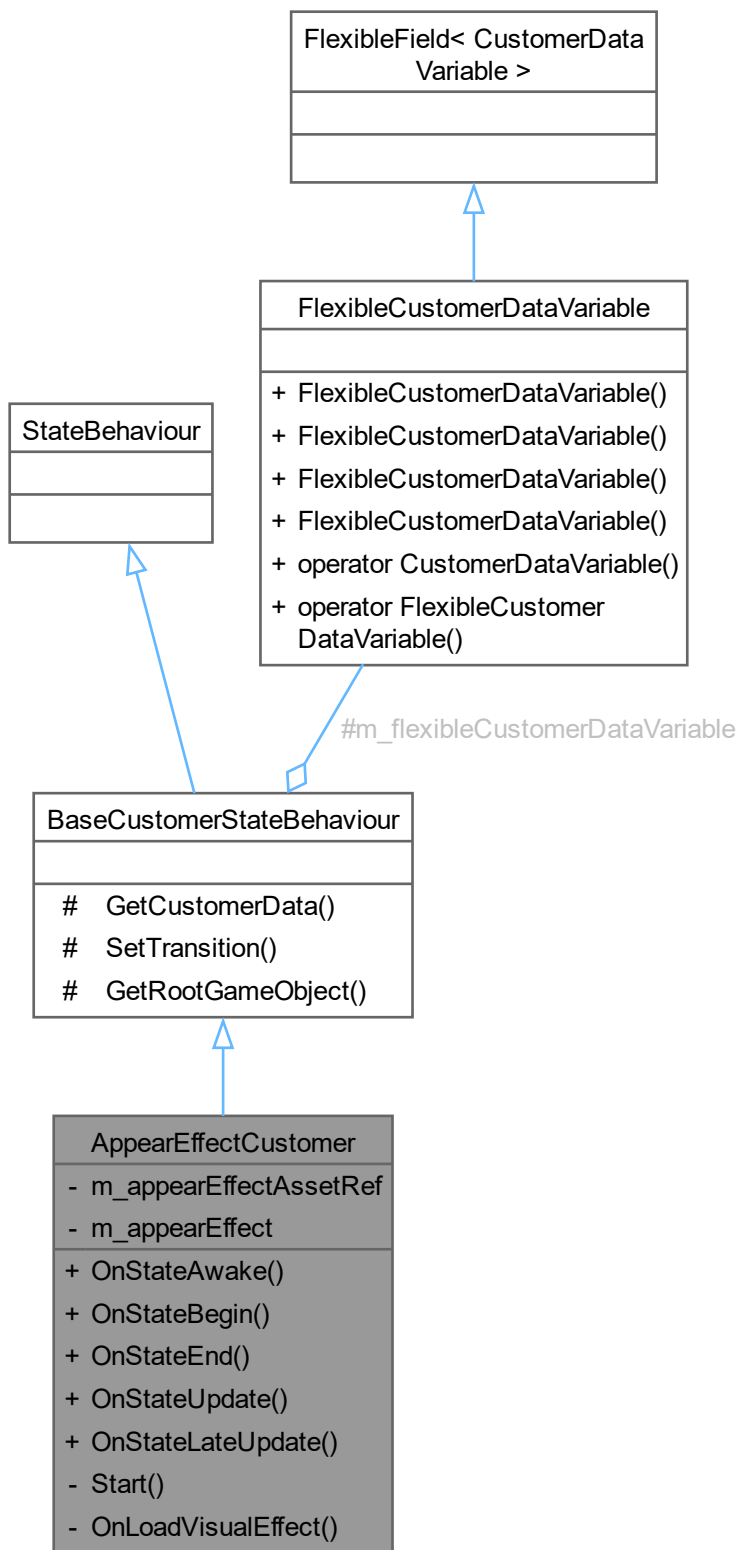 FlexibleField< CustomerData
Variable >
FlexibleCustomerDataVariable
+ FlexibleCustomerDataVariable()
+ FlexibleCustomerDataVariable()
+ FlexibleCustomerDataVariable()
+ FlexibleCustomerDataVariable()
+ operator CustomerDataVariable()
+ operator FlexibleCustomer
DataVariable()
StateBehaviour
#m_flexibleCustomerDataVariable
BaseCustomerStateBehaviour
# GetCustomerData()
# SetTransition()
# GetRootGameObject()
AppearEffectCustomer
- m_appearEffectAssetRef
- m_appearEffect
+ OnStateAwake()
+ OnStateBegin()
+ OnStateEnd()
+ OnStateUpdate()
+ OnStateLateUpdate()
- Start()
- OnLoadVisualEffect()